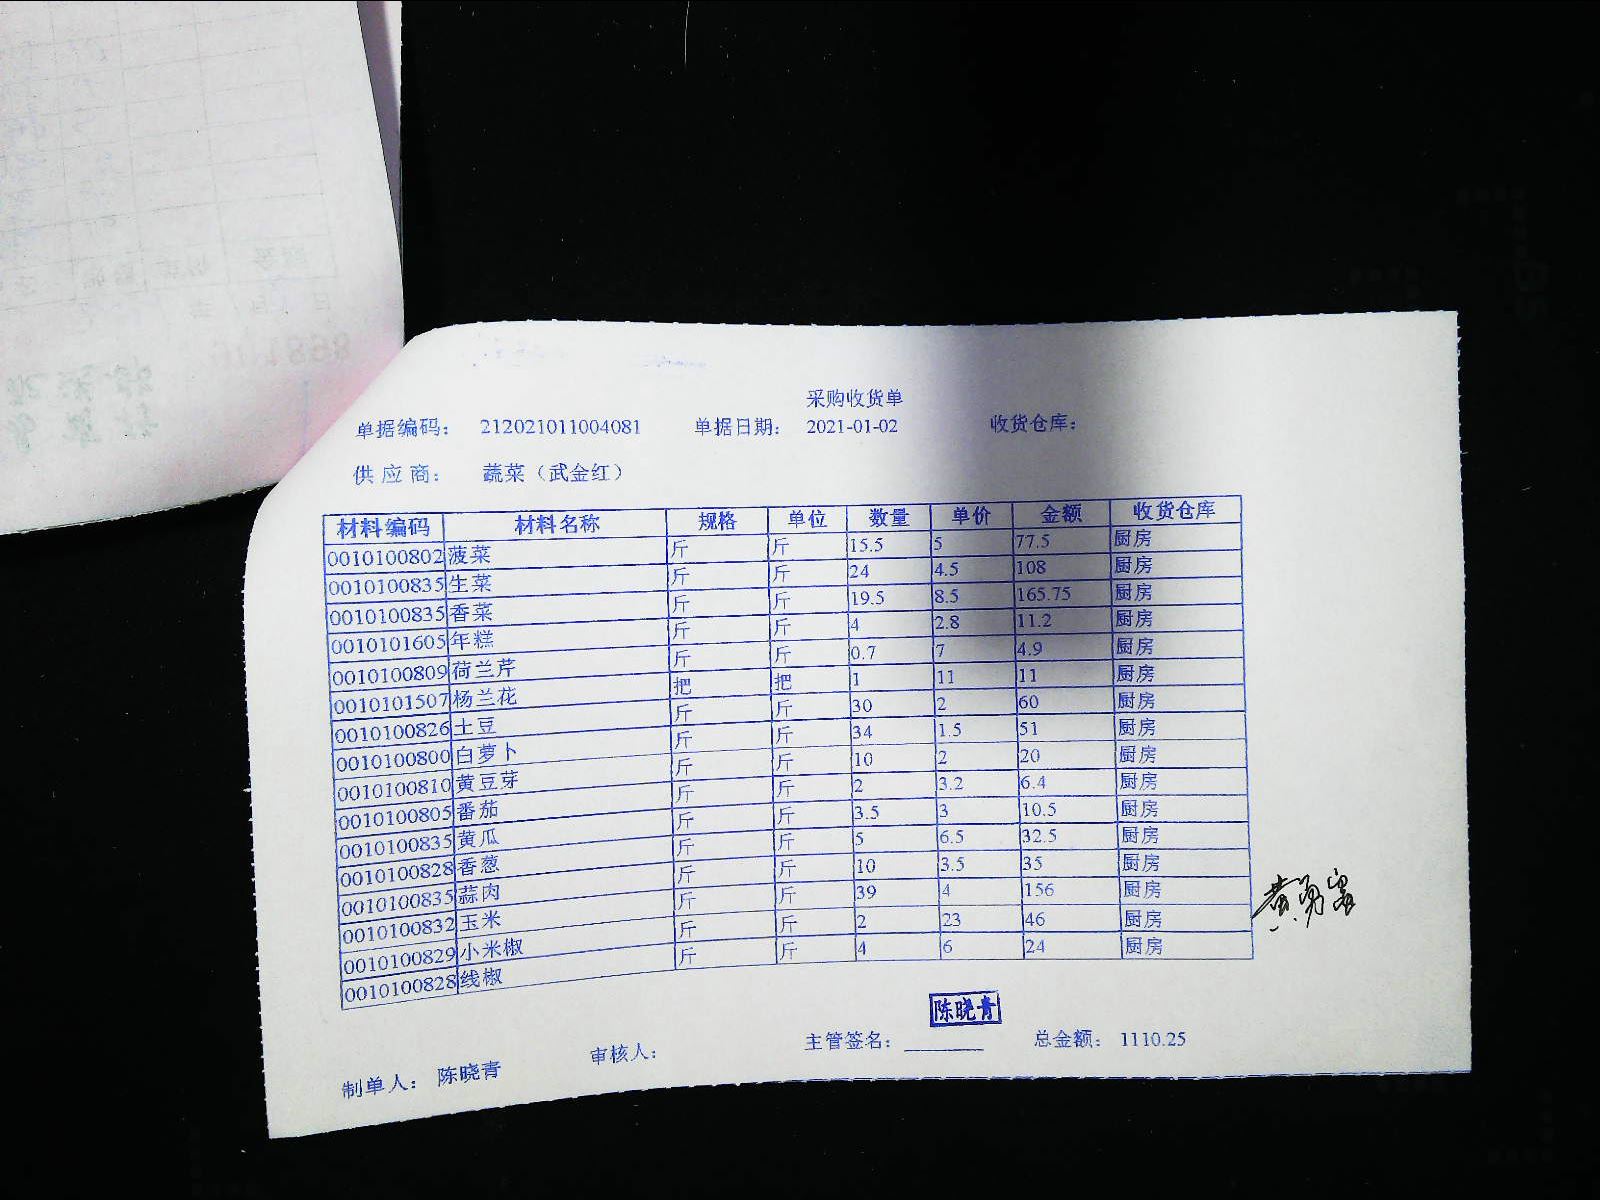 采购收货单
单据编码： 212021011004081 单据日期： 2021-01-02 收货仓库：
供应商： 蔬菜（武金红）
材料编码 材料名称 规格 单位 数量 单价 金额 收货仓库
0010100802 菠菜 斤 斤 15.5 5 77.5 厨房
0010100835 生菜 斤 斤 24 4.5 108 厨房
0010100835 香菜 斤 斤 19.5 8.5 165.75 厨房
0010101605 年糕 斤 斤 4 2.8 11.2 厨房
0010100809 荷兰芹 斤 斤 0.7 7 4.9 厨房
0010101507 杨兰花 把 把 1 11 11 厨房
0010100826 土豆 斤 斤 30 2 60 厨房
0010100800 白萝卜 斤 斤 34 1.5 51 厨房
0010100810 黄豆芽 斤 斤 10 2 20 厨房
0010100805 番茄 斤 斤 2 3.2 6.4 厨房
0010100835 黄瓜 斤 斤 3.5 3 10.5 厨房
0010100828 香葱 斤 斤 5 6.5 32.5 厨房
0010100835 蒜肉 斤 斤 10 3.5 35 厨房
0010100832 玉米 斤 斤 39 4 156 厨房
0010100829 小米椒 斤 斤 2 23 46 厨房
0010100828 线椒 斤 斤 4 6 24 厨房
陈晓青
制单人： 陈晓青 审核人： 主管签名： 总金额： 1110.25